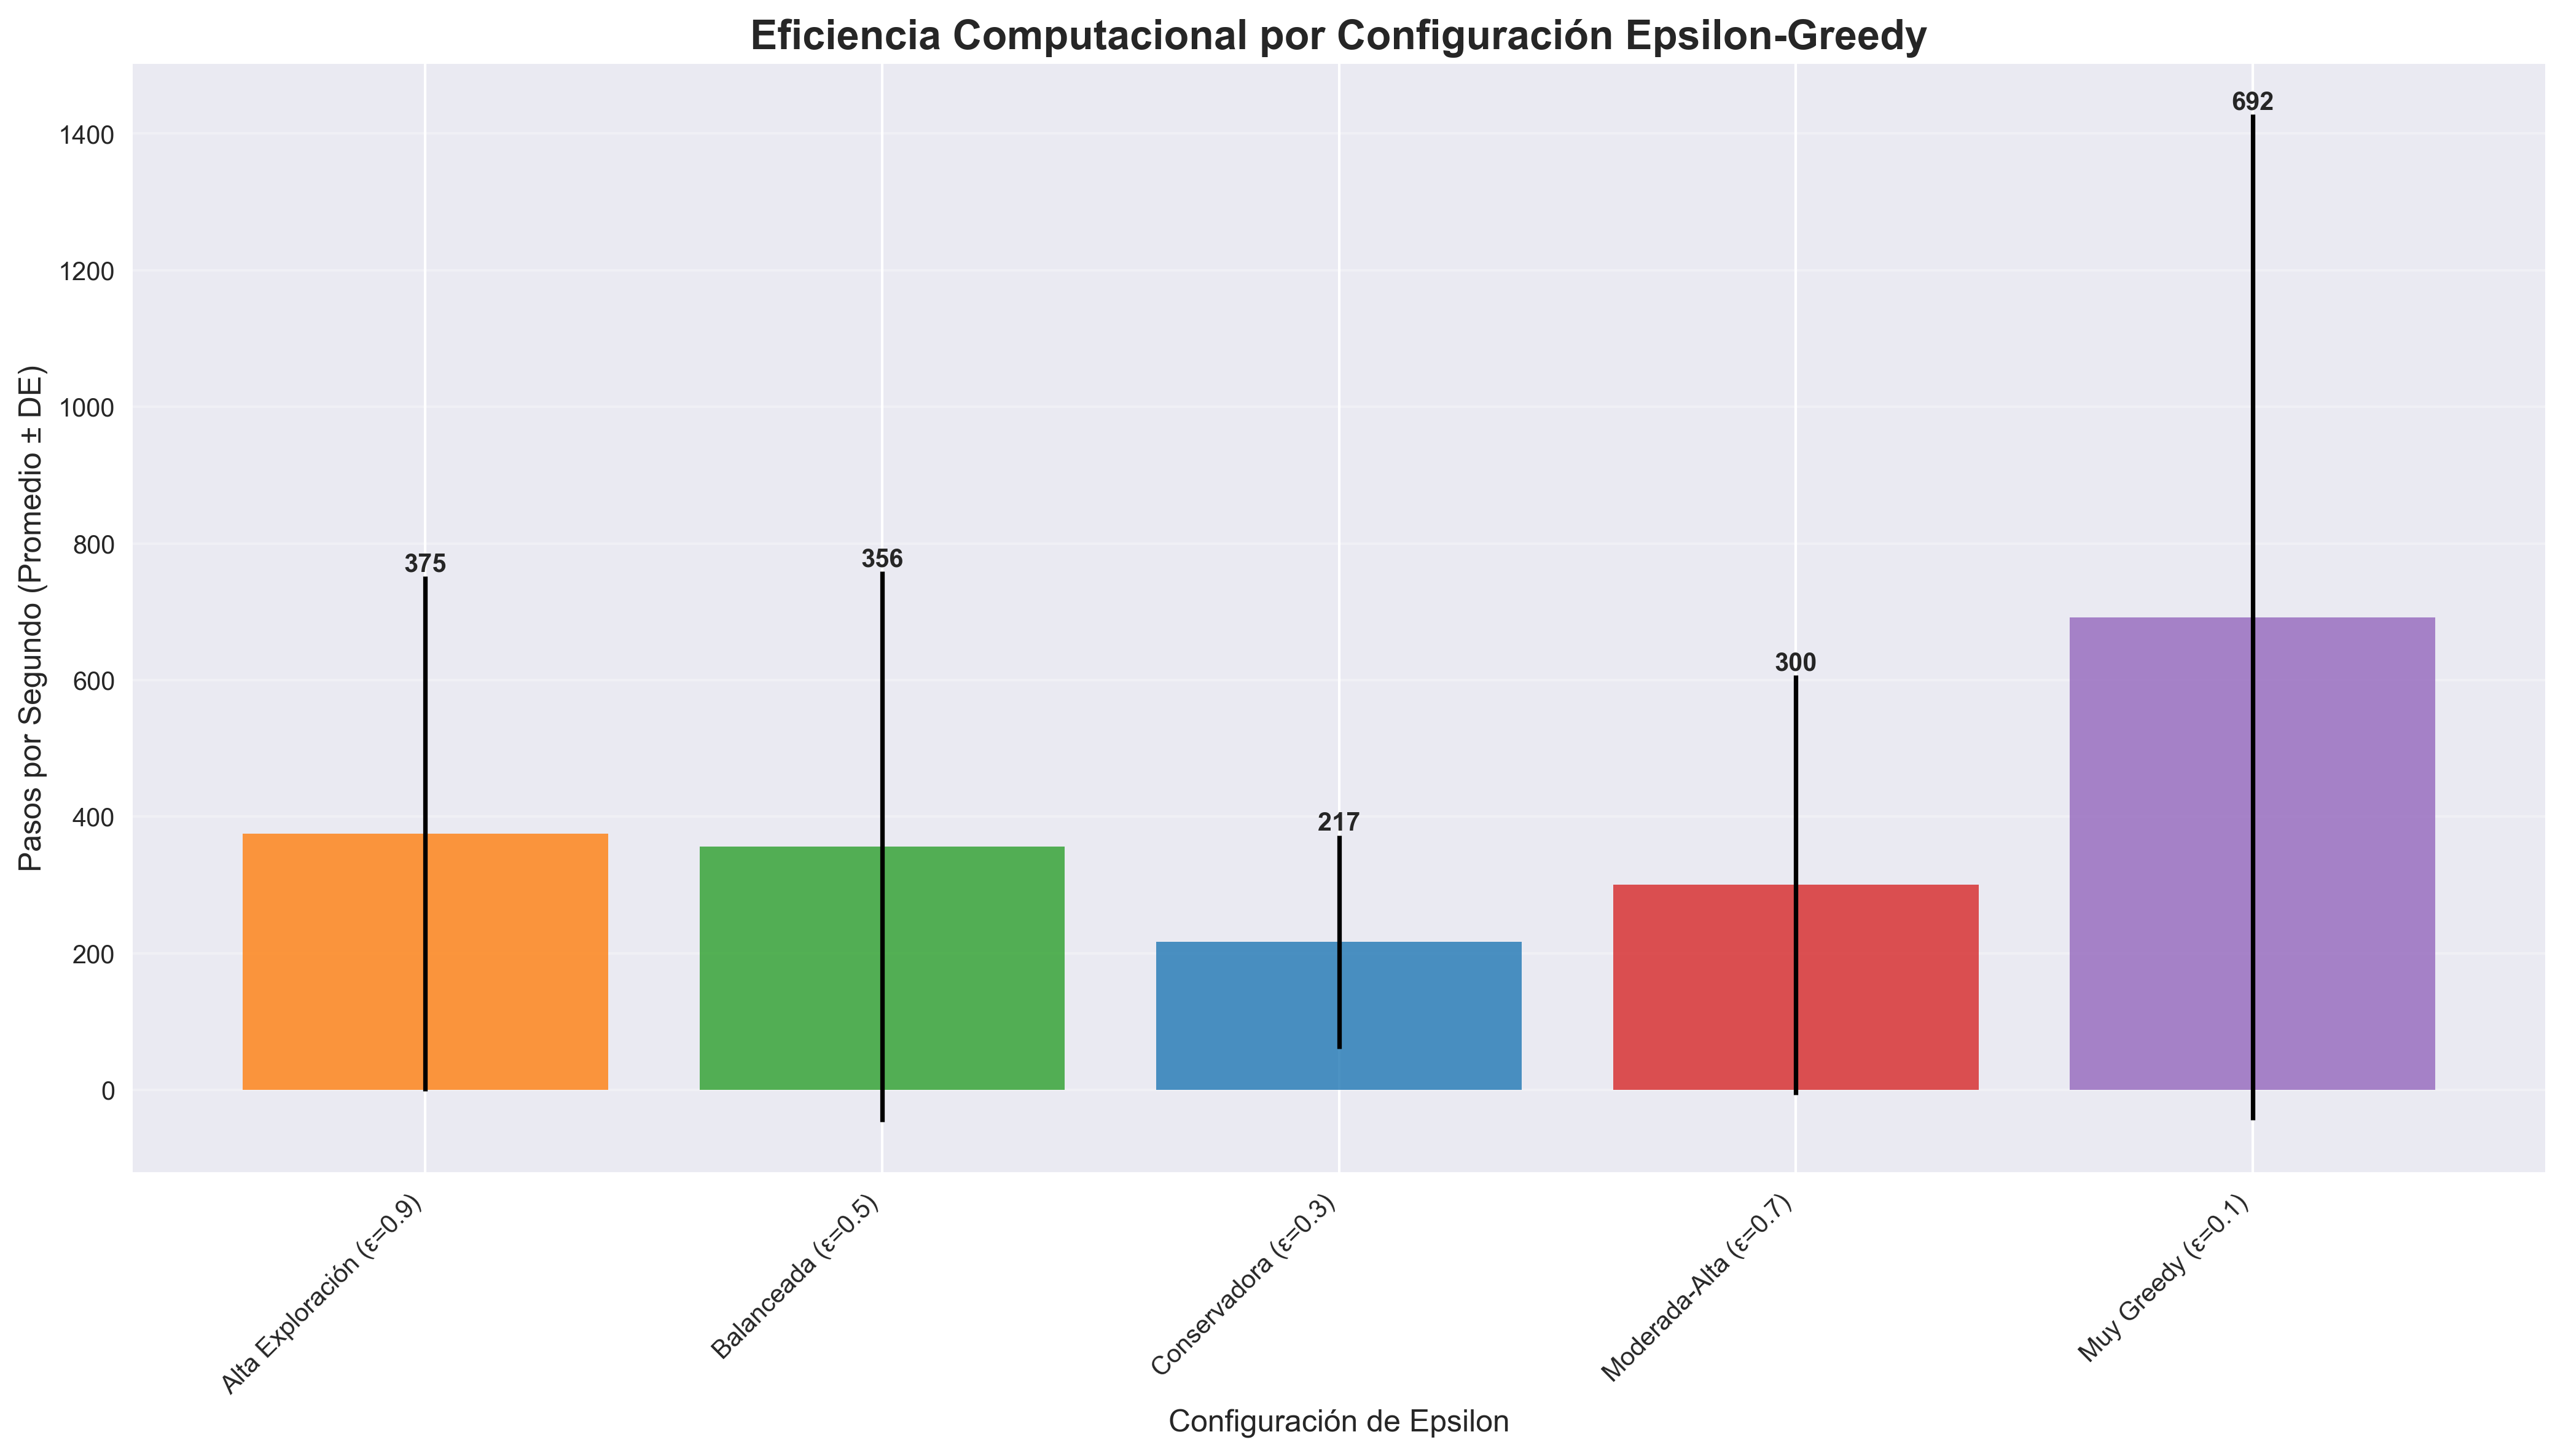 Eficiencia Computacional por Configuración Epsilon-Greedy
Pasos por Segundo (Promedio ± DE)
1400
1200
1000
800
600
400
200
0
375
356
217
300
692
Alta Exploración (ε=0.9)
Balanceada (ε=0.5)
Conservadora (ε=0.3)
Moderada-Alta (ε=0.7)
Muy Greedy (ε=0.1)
Configuración de Epsilon